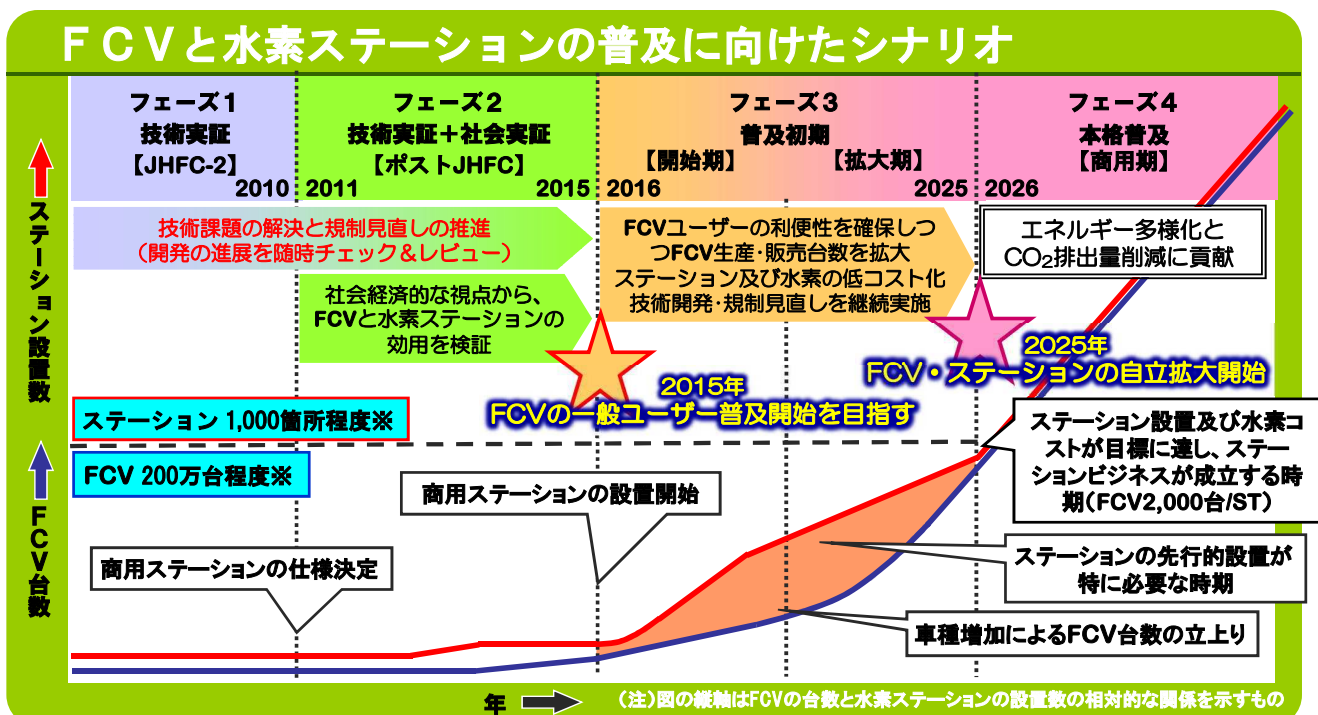 FCVと水素ステーションの普及に向けたシナリオ
フェーズ1
技術実証
【JHFC-2】
2010
フェーズ2
技術実証+社会実証
【ポストJHFC】
2011
2015
フェーズ3
普及初期
【開始期】
【拡大期】
2016
2025
フェーズ4
本格普及
【商用期】
2026
技術課題の解決と規制見直しの推進
(開発の進展を随時チェック&レビュー)
社会経済的な視点から、
FCVと水素ステーションの
効用を検証
FCVユーザーの利便性を確保しつ
つFCV生産・販売台数を拡大
ステーション及び水素の低コスト化
技術開発・規制見直しを継続実施
エネルギー多様化と
CO₂排出量削減に貢献
2015年
FCVの一般ユーザー普及開始を目指す
2025年
FCV・ステーションの自立拡大開始
ステーション設置数
ステーション 1,000箇所程度※
FCV 200万台程度※
FCV台数
商用ステーションの仕様決定
商用ステーションの設置開始
ステーション設置及び水素コ
ストが目標に達し、ステー
ションビジネスが成立する時
期(FCV2,000台/ST)
ステーションの先行的設置が
特に必要な時期
車種増加によるFCV台数の立上り
年
(注)図の縦軸はFCVの台数と水素ステーションの設置数の相対的な関係を示すもの